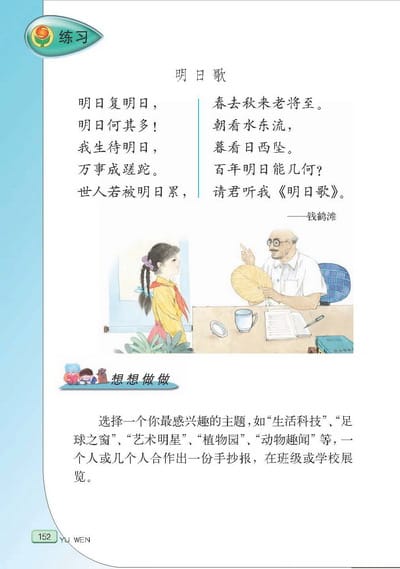 练习
明日歌
明日复明日，
明日何其多！
我生待明日，
万事成蹉跎。
世人若被明日累，
春去秋来老将至。
朝看水东流，
暮看日西坠。
百年明日能几何？
请君听我《明日歌》。
——钱鹤滩
想想做做
选择一个你最感兴趣的主题，如“生活科技”、“足
球之窗”、“艺术明星”、“植物园”、“动物趣闻”等，一
个人或几个人合作出一份手抄报，在班级或学校展
览。
152
YU WEN